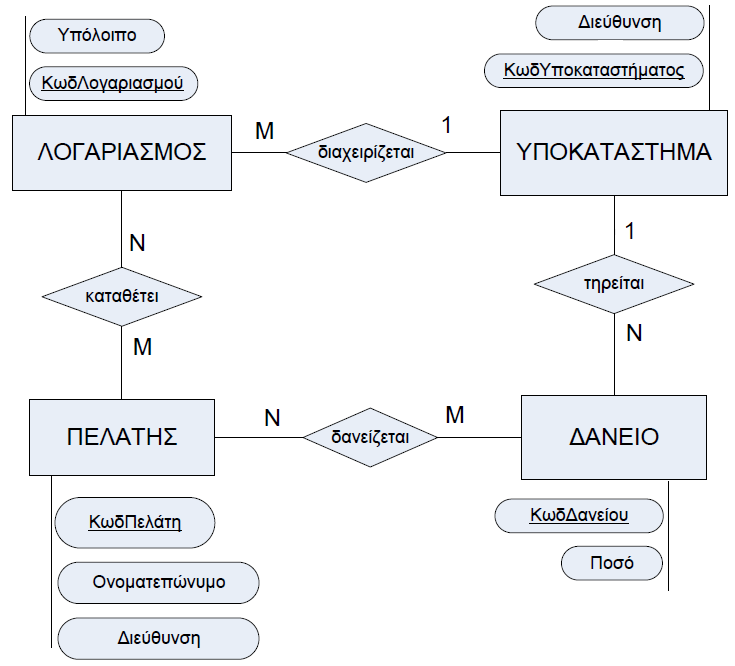 Υπόλοιπο
ΚωδΛογαριασμού
Διεύθυνση
ΚωδΥποκαταστήματος
ΛΟΓΑΡΙΑΣΜΟΣ
M
διαχειρίζεται
1
ΥΠΟΚΑΤΑΣΤΗΜΑ
N
καταθέτει
M
1
τηρείται
N
ΠΕΛΑΤΗΣ
N
δανείζεται
M
ΔΑΝΕΙΟ
ΚωδΠελάτη
Ονοματεπώνυμο
Διεύθυνση
ΚωδΔανείου
Ποσό